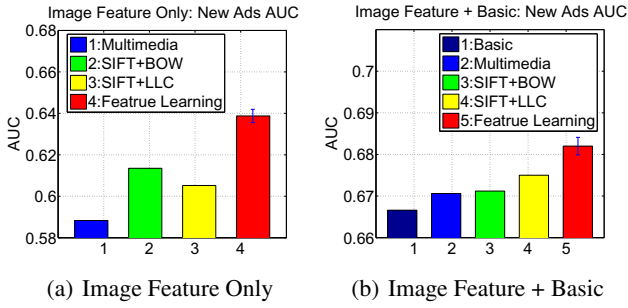 Image Feature Only: New Ads AUC
0.68
0.66
0.64
0.62
0.6
0.58
AUC
1:Multimedia
2:SIFT+BOW
3:SIFT+LLC
4:Featrue Learning
1 2 3 4
(a) Image Feature Only
Image Feature + Basic: New Ads AUC
0.7
0.69
0.68
0.67
0.66
AUC
1:Basic
2:Multimedia
3:SIFT+BOW
4:SIFT+LLC
5:Featrue Learning
1 2 3 4 5
(b) Image Feature + Basic